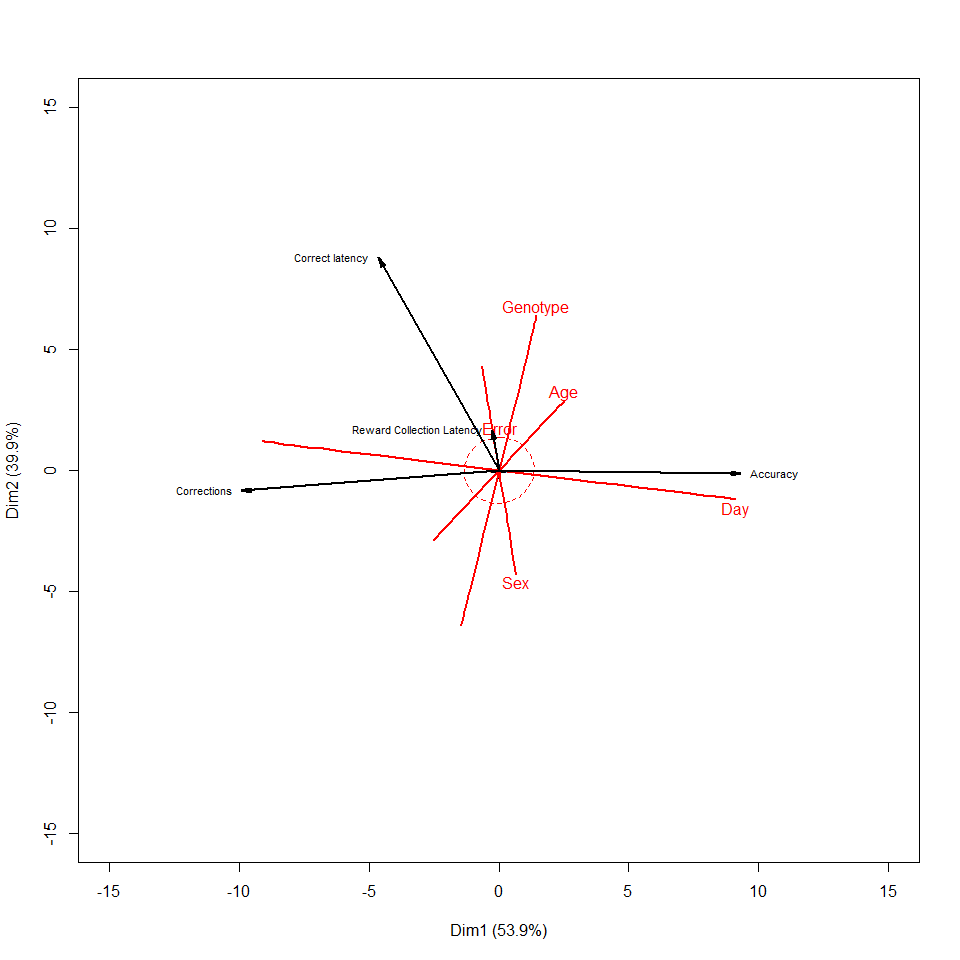 15
10
5
0
-5
-10
-15
Dim2 (39.9%)
Correct latency
Genotype
Age
Reward Collection Latency
Error
Corrections
Accuracy
Day
Sex
-15
-10
-5
0
5
10
15
Dim1 (53.9%)